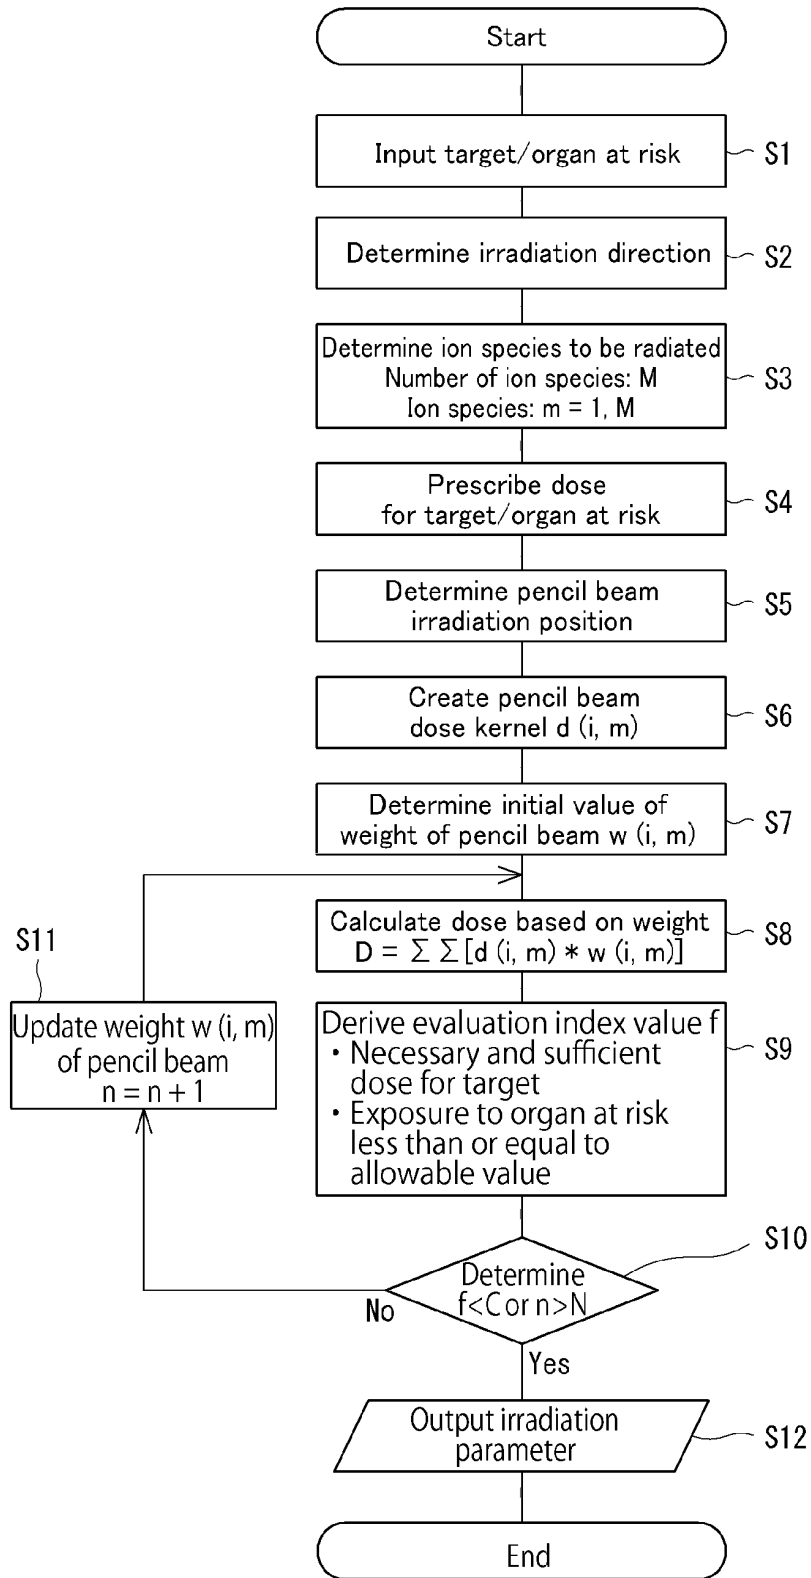 Start
Input target/organ at risk
S1
Determine irradiation direction
S2
Determine ion species to be radiated
Number of ion species: M
Ion species: m = 1, M
S3
Prescribe dose
for target/organ at risk
S4
Determine pencil beam
irradiation position
S5
Create pencil beam
dose kernel d (i, m)
S6
Determine initial value of
weight of pencil beam w (i, m)
S7
Calculate dose based on weight
D = Σ Σ [d (i, m) * w (i, m)]
S8
S11
Update weight w (i, m)
of pencil beam
n = n + 1
Derive evaluation index value f
• Necessary and sufficient
dose for target
• Exposure to organ at risk
less than or equal to
allowable value
S9
Determine
f<C or n>N
S10
No
Yes
Output irradiation
parameter
S12
End